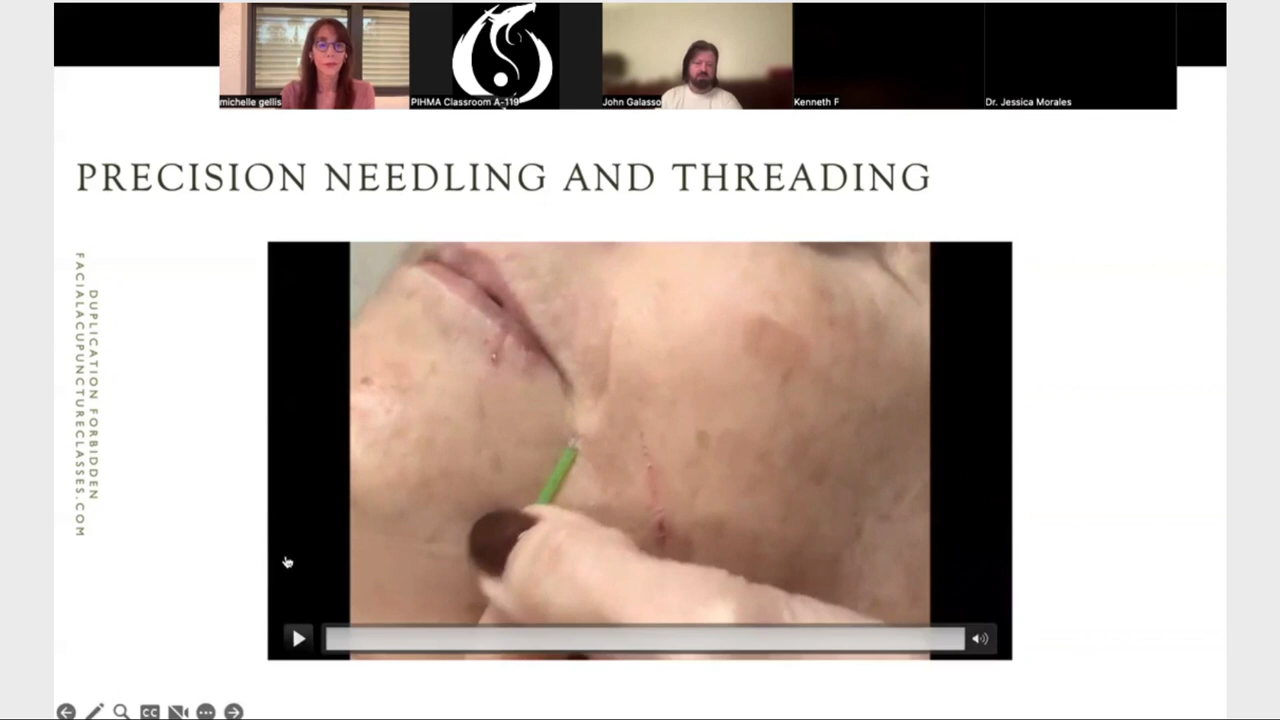 michelle gellis
PIHMA Classroom A-119
John Galasso
Kenneth F
Dr. Jessica Morales
PRECISION NEEDLING AND THREADING
DUPLICATION FORBIDDEN
FACIALACUPUNCTURECLASSES.COM
CC